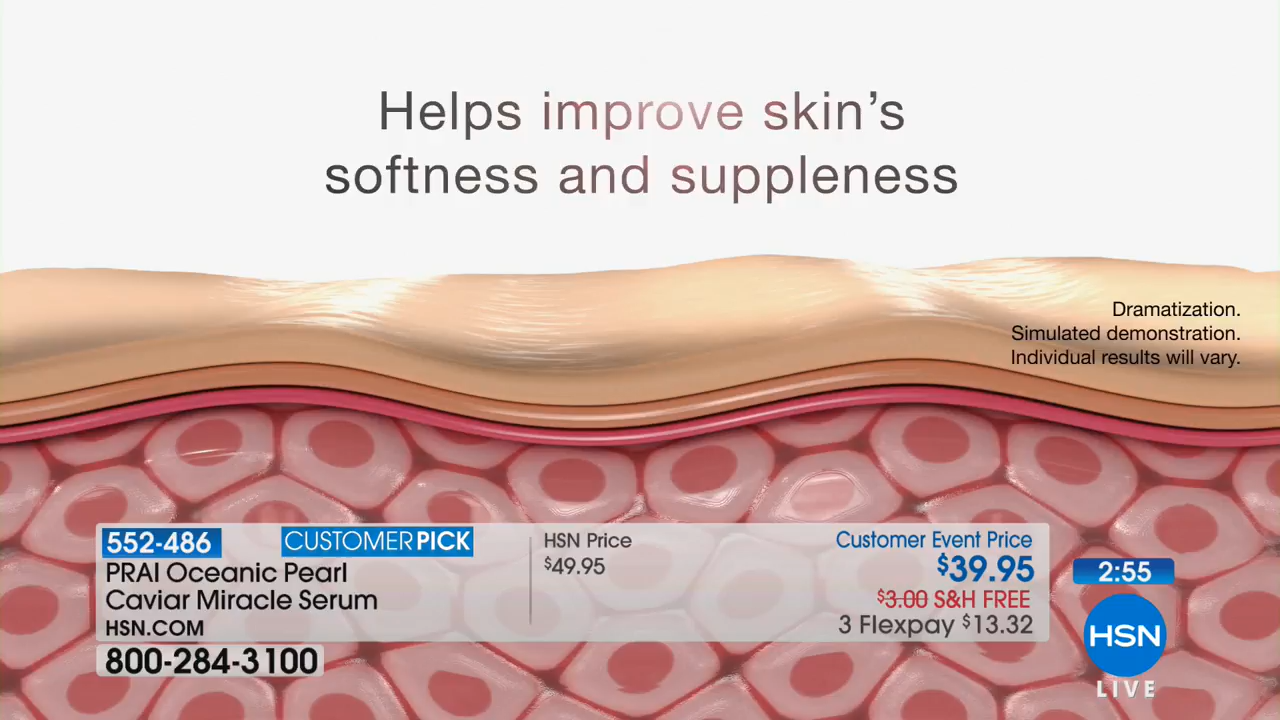 Helps improve skin's
softness and suppleness
Dramatization.
Simulated demonstration.
Individual results will vary.
552-486
CUSTOMERPICK
PRAI Oceanic Pearl
Caviar Miracle Serum
HSN.COM
800-284-3100
HSN Price
$49.95
Customer Event Price
$39.95
$3.00 S&H FREE
3 Flexpay $13.32
2:55
HSN
LIVE